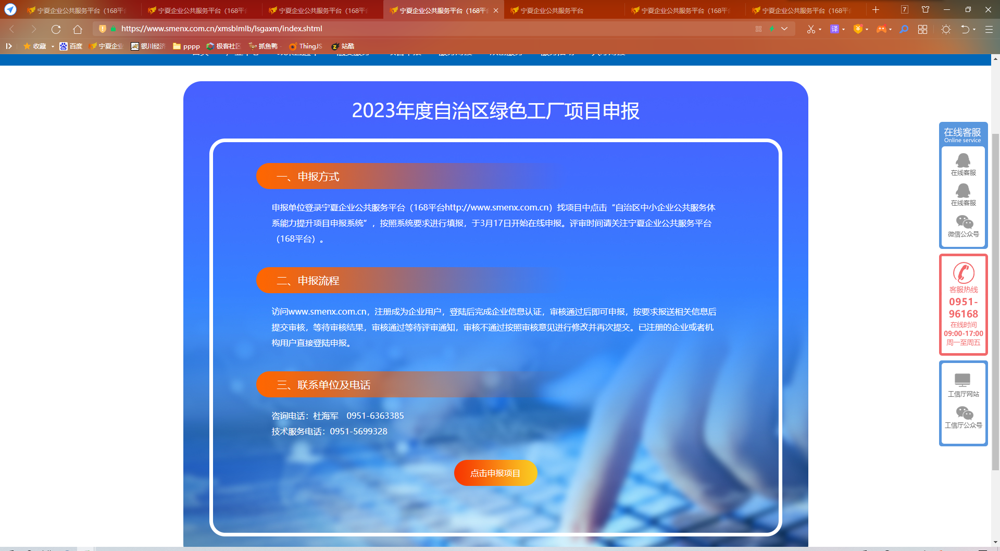 宁夏企业公共服务平台（168平台
宁夏企业公共服务平台（168平台
宁夏企业公共服务平台（168平台
宁夏企业公共服务平台（168平台
宁夏企业公共服务平台
宁夏企业公共服务平台（168平台
宁夏企业公共服务平台（168平台
7
https://www.smenx.com.cn/xmsblmlb/lsgaxm/index.shtml
译
收藏
百度
宁夏企业
银川经济
pppp
极客社区
抓鱼鸭
ThingJS
站酷
2023年度自治区绿色工厂项目申报
一、申报方式
申报单位登录宁夏企业公共服务平台（168平台http://www.smenx.com.cn）找项目中点击“自治区中小企业公共服务体
系能力提升项目申报系统”，按照系统要求进行填报，于3月17日开始在线申报。评审时间请关注宁夏企业公共服务平台
（168平台）。
二、申报流程
访问www.smenx.com.cn，注册成为企业用户，登陆后完成企业信息认证，审核通过后即可申报，按要求报送相关信息后
提交审核，等待审核结果，审核通过等待评审通知，审核不通过按照审核意见进行修改并再次提交。已注册的企业或者机
构用户直接登陆申报。
三、联系单位及电话
咨询电话：杜海军 0951-6363385
技术服务电话：0951-5699328
点击申报项目
在线客服
Online service
在线客服
在线客服
微信公众号
客服热线
0951-
96168
在线时间
09:00-17:00
周一至周五
工信厅网站
工信厅公众号